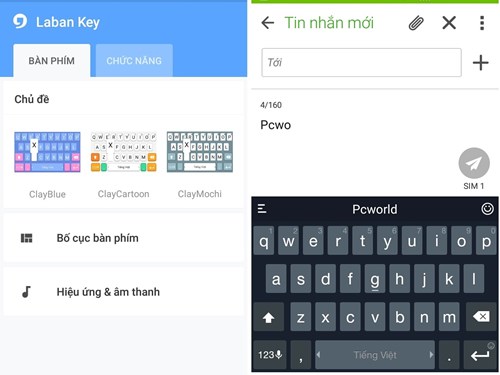 Laban Key
BÀN PHÍM
CHỨC NĂNG
Chủ đề
ClayBlue
ClayCartoon
ClayMochi
Bố cục bàn phím
Hiệu ứng & âm thanh
Tin nhắn mới
Tới
4/160
Pcwo
SIM 1
Pcworld
q w e r t y u i o p
a s d f g h j k l
z x c v b n m
123 , Tiếng Việt .